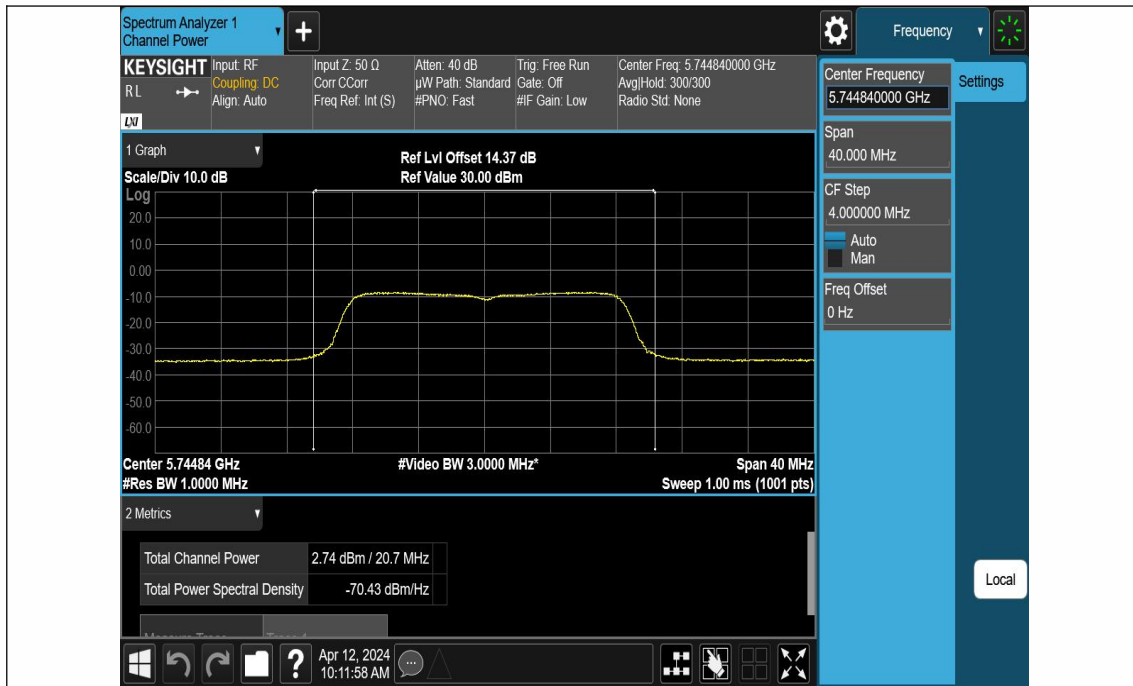 Spectrum Analyzer 1
Channel Power
+
Frequency
KEYSIGHT
RL
LXI
Input: RF
Coupling: DC
Align: Auto
Input Z: 50 Ω
Corr CCorr
Freq Ref: Int (S)
Atten: 40 dB
µW Path: Standard
#PNO: Fast
Trig: Free Run
Gate: Off
#IF Gain: Low
Center Freq: 5.744840000 GHz
Avg|Hold: 300/300
Radio Std: None
Center Frequency
5.744840000 GHz
Settings
Span
40.000 MHz
CF Step
4.000000 MHz
Auto
Man
Freq Offset
0 Hz
1 Graph
Scale/Div 10.0 dB
Ref Lvl Offset 14.37 dB
Ref Value 30.00 dBm
Log
20.0
10.0
0.00
-10.0
-20.0
-30.0
-40.0
-50.0
-60.0
Center 5.74484 GHz
#Video BW 3.0000 MHz*
Span 40 MHz
#Res BW 1.0000 MHz
Sweep 1.00 ms (1001 pts)
2 Metrics
Total Channel Power 2.74 dBm / 20.7 MHz
Total Power Spectral Density -70.43 dBm/Hz
Local
?
Apr 12, 2024
10:11:58 AM